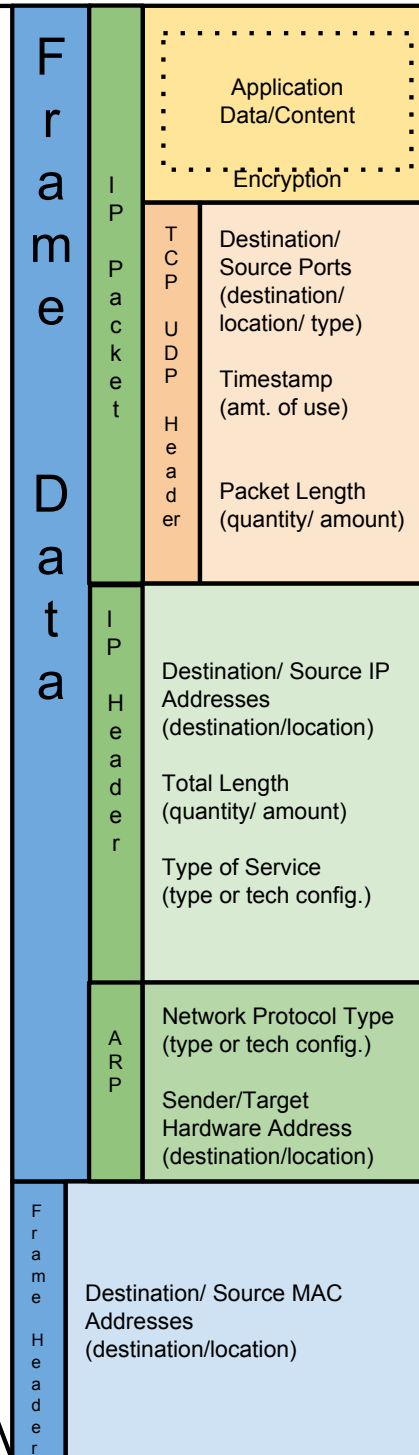 Frame Data
IP Packet
Application
Data/Content
Encryption
TCP UDP Header
Destination/
Source Ports
(destination/
location/ type)
Timestamp
(amt. of use)
Packet Length
(quantity/ amount)
IP Header
Destination/ Source IP
Addresses
(destination/location)
Total Length
(quantity/ amount)
Type of Service
(type or tech config.)
ARP
Network Protocol Type
(type or tech config.)
Sender/Target
Hardware Address
(destination/location)
Frame Header
Destination/ Source MAC
Addresses
(destination/location)